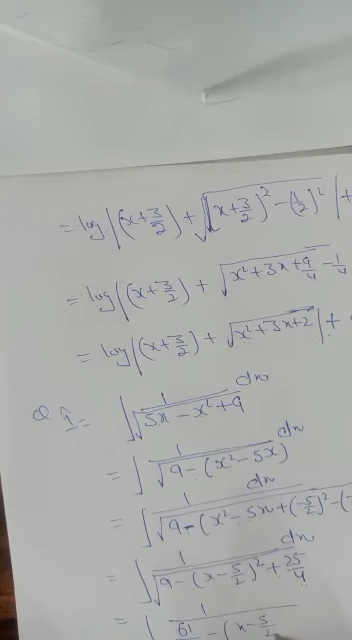 = log |(x+3/2) + √((x+3/2)² - (1/2)²) | +
= log |(x+3/2) + √(x²+3x+9/4 - 1/4
= log |(x+3/2) + √(x²+3x+2) | +
Q I = ∫ 1/√(5x - x² + 9) dx
= ∫ 1/√(9 - (x² - 5x)) dx
= ∫ 1/√(9 - (x² - 5x + (-5/2)² - (- dx
= ∫ 1/√(9 - (x - 5/2)² + 25/4) dx
= ∫ 1/ 61 - (x - 5/2